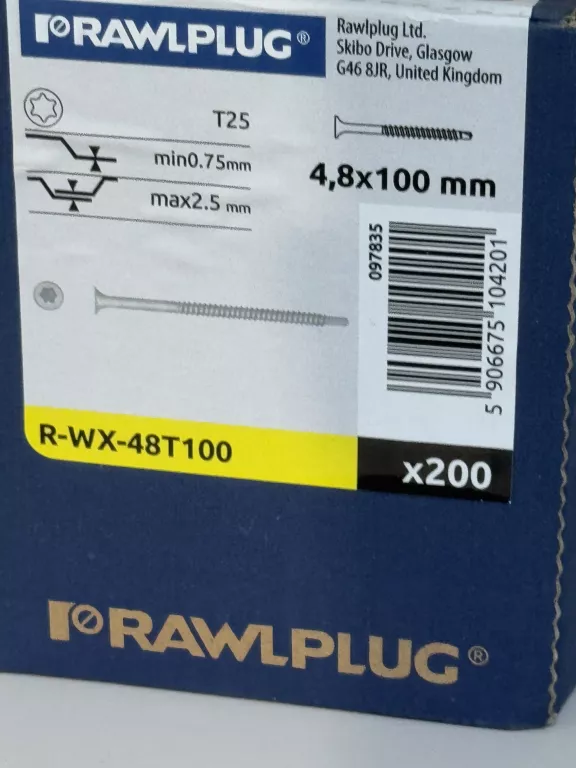 RAWLPLUG®
Rawlplug Ltd.
Skibo Drive, Glasgow
G46 8JR, United Kingdom
T25
min0.75mm
max2.5 mm
4,8x100 mm
097835
5 906675 104201
R-WX-48T100
x200
RAWLPLUG®